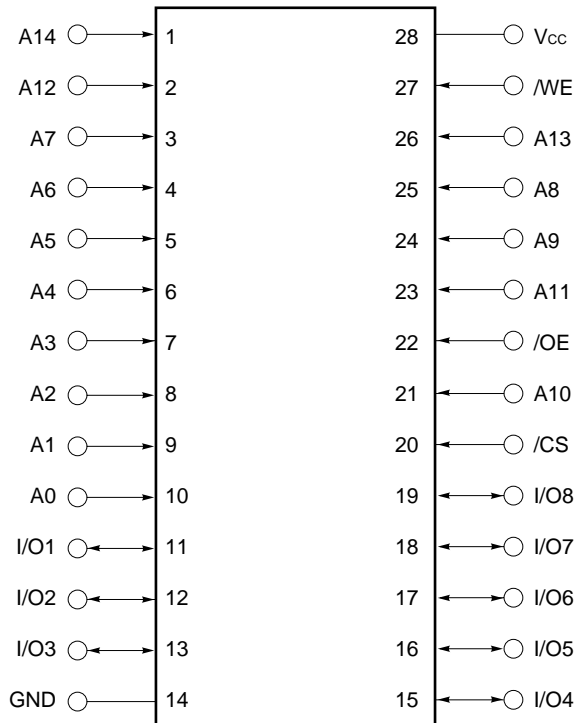 A14 1 28 Vcc
A12 2 27 /WE
A7 3 26 A13
A6 4 25 A8
A5 5 24 A9
A4 6 23 A11
A3 7 22 /OE
A2 8 21 A10
A1 9 20 /CS
A0 10 19 I/O8
I/O1 11 18 I/O7
I/O2 12 17 I/O6
I/O3 13 16 I/O5
GND 14 15 I/O4